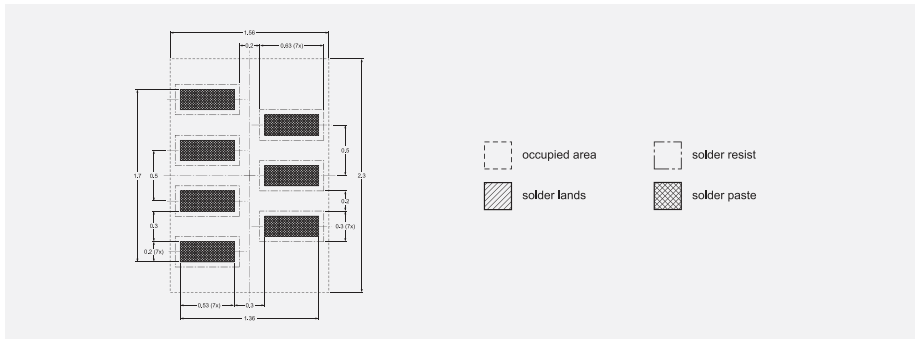 1.56
0.2
0.63 (7x)
1.7
0.5
0.5
2.3
0.2
0.3
0.3 (7x)
0.2 (7x)
0.53 (7x)
0.3
1.36
occupied area
solder resist
solder lands
solder paste